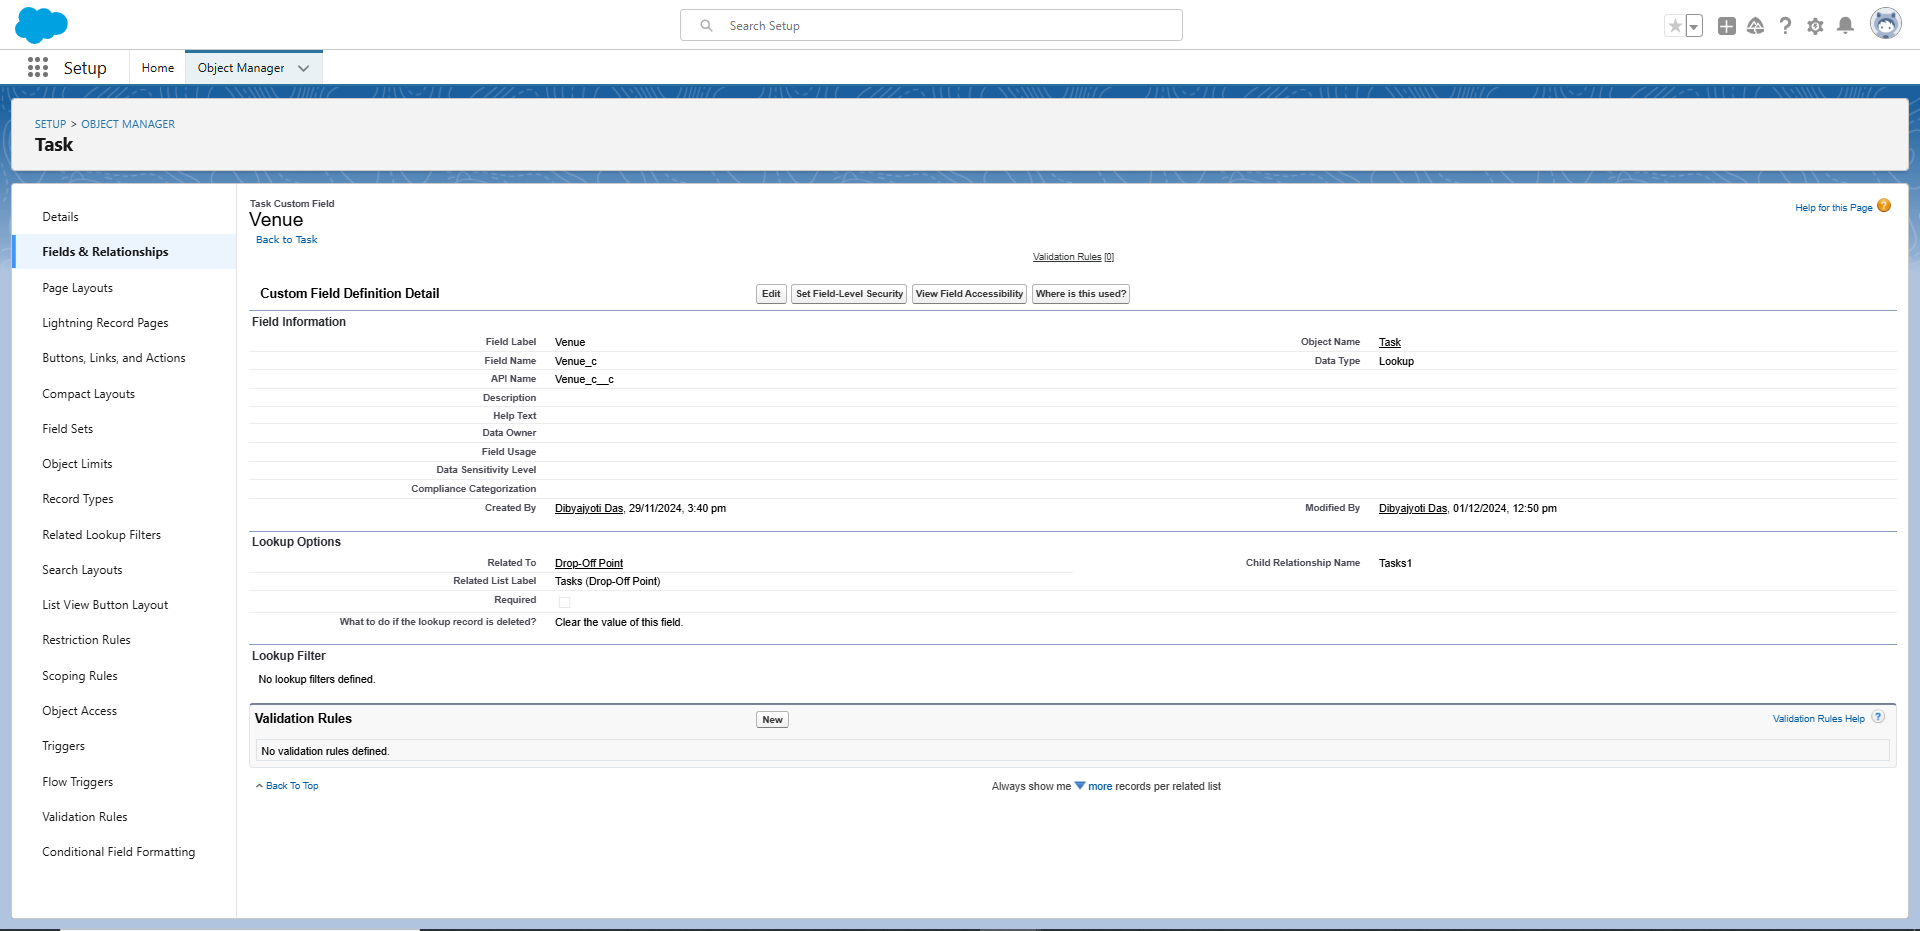 Search Setup
Setup
Home
Object Manager
SETUP > OBJECT MANAGER
Task
Details
Fields & Relationships
Page Layouts
Lightning Record Pages
Buttons, Links, and Actions
Compact Layouts
Field Sets
Object Limits
Record Types
Related Lookup Filters
Search Layouts
List View Button Layout
Restriction Rules
Scoping Rules
Object Access
Triggers
Flow Triggers
Validation Rules
Conditional Field Formatting
Task Custom Field
Venue
Back to Task
Help for this Page ?
Validation Rules [0]
Custom Field Definition Detail
Edit Set Field-Level Security View Field Accessibility Where is this used?
Field Information
Field Label Venue Object Name Task
Field Name Venue_c Data Type Lookup
API Name Venue_c__c
Description
Help Text
Data Owner
Field Usage
Data Sensitivity Level
Compliance Categorization
Created By Dibyajyoti Das, 29/11/2024, 3:40 pm Modified By Dibyajyoti Das, 01/12/2024, 12:50 pm
Lookup Options
Related To Drop-Off Point Child Relationship Name Tasks1
Related List Label Tasks (Drop-Off Point)
Required
What to do if the lookup record is deleted? Clear the value of this field.
Lookup Filter
No lookup filters defined.
Validation Rules New Validation Rules Help ?
No validation rules defined.
Back To Top Always show me more records per related list